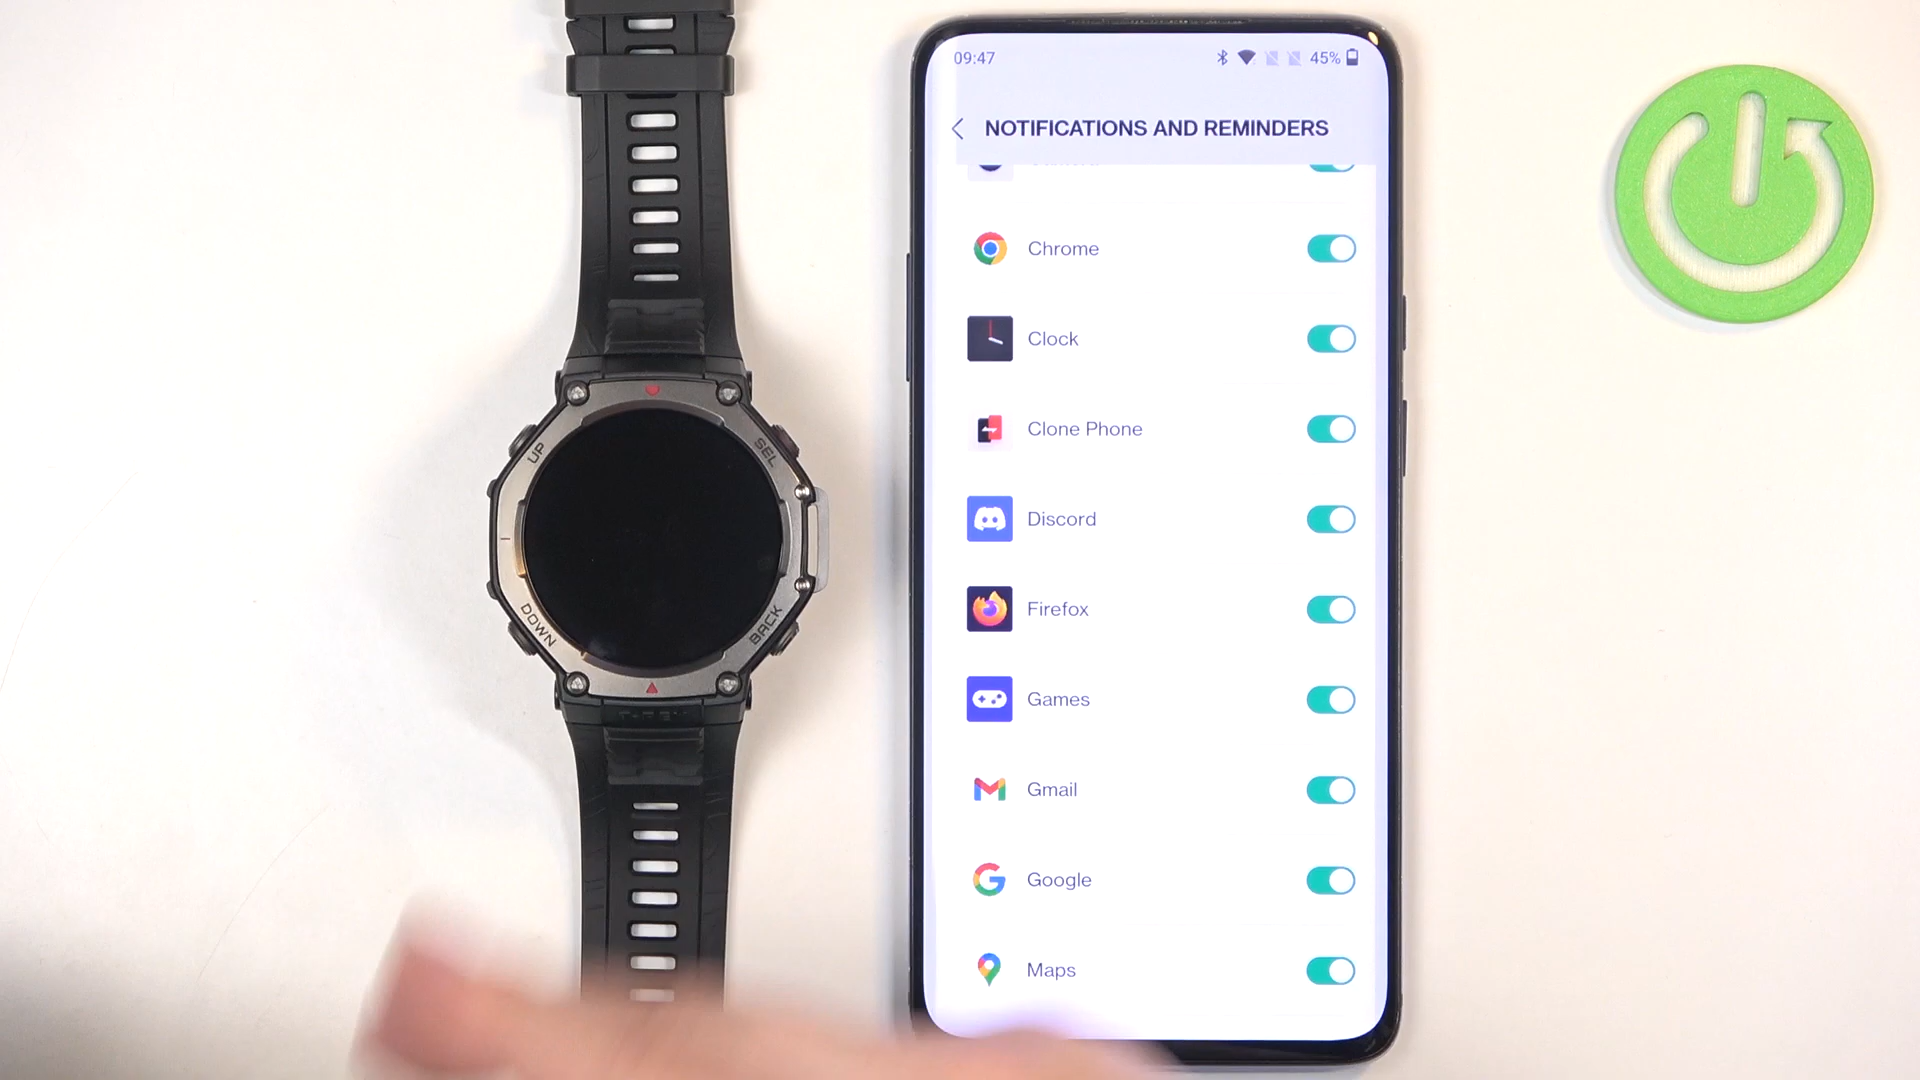 09:47
45%
NOTIFICATIONS AND REMINDERS
Chrome
Clock
Clone Phone
Discord
Firefox
Games
Gmail
Google
Maps
UP
SEL
DOWN
BACK
T-REX